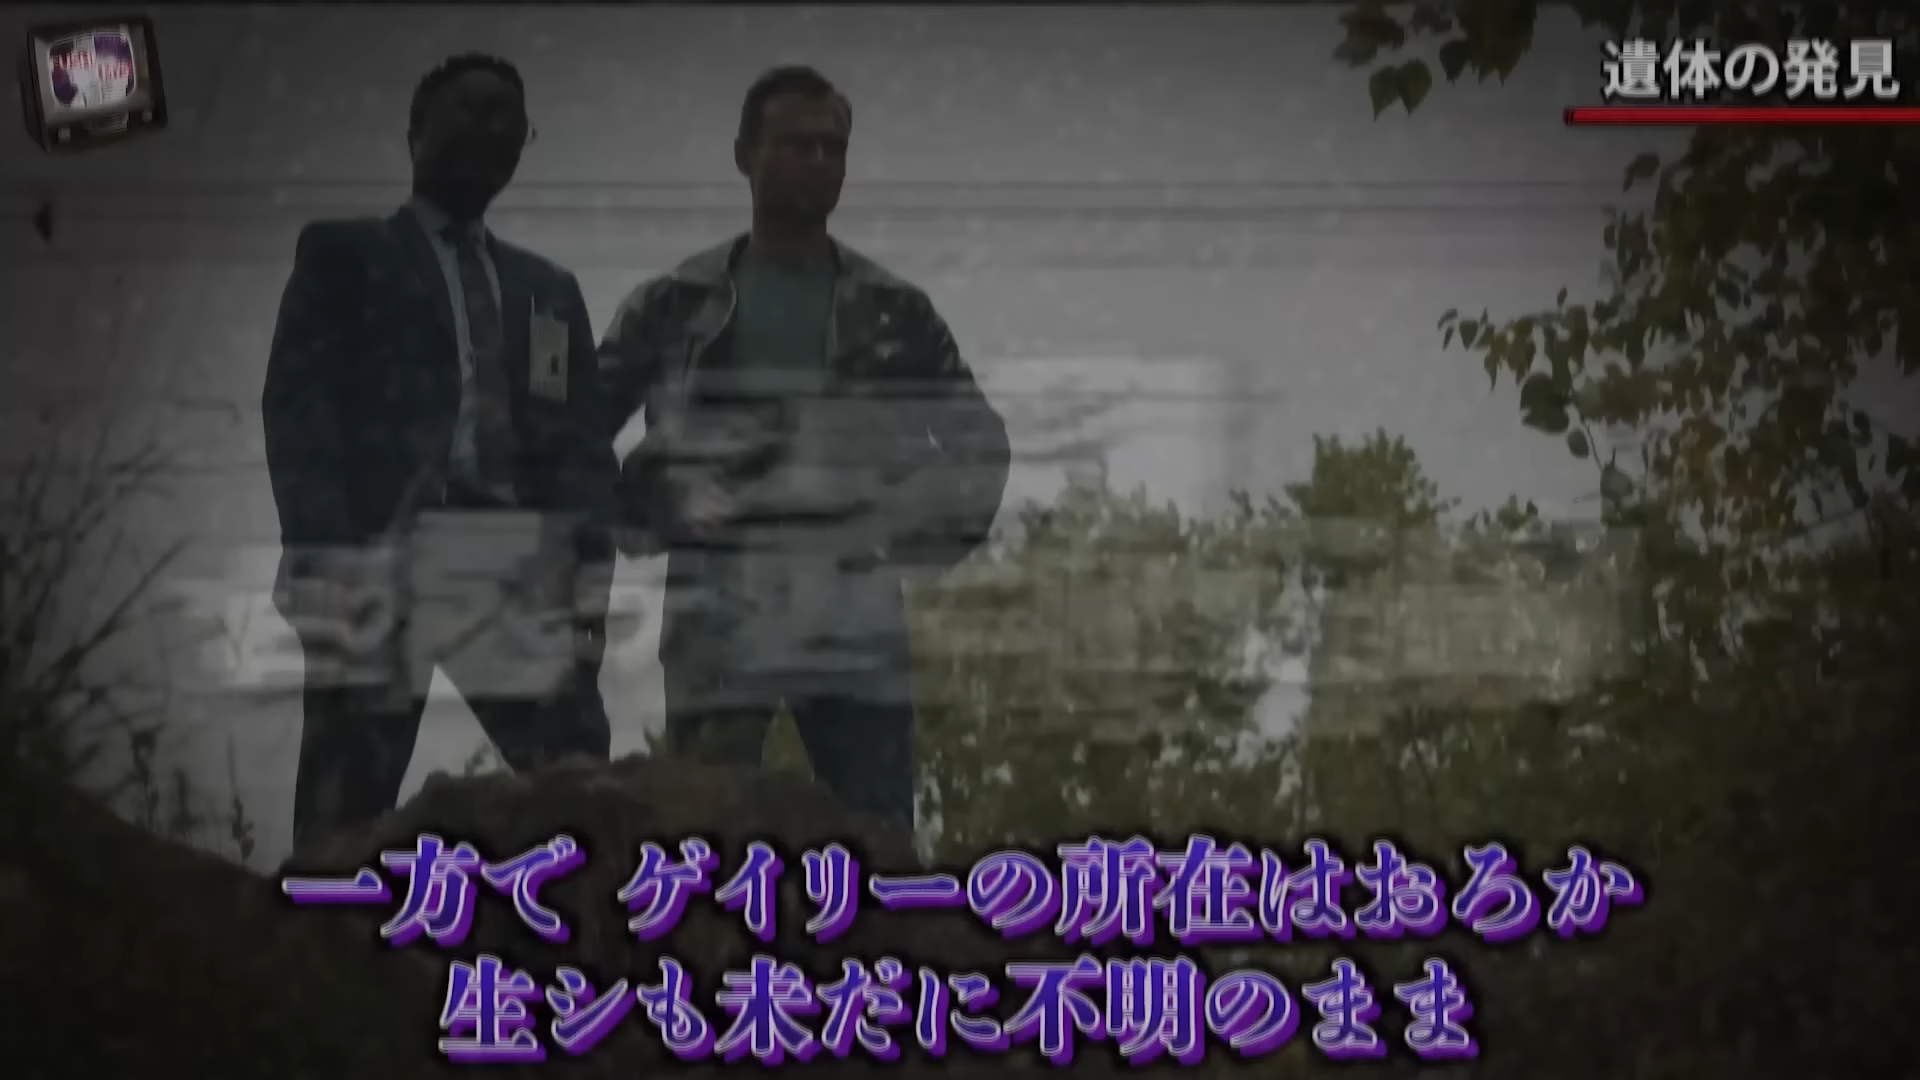 遺体の発見
一方で ゲイリーの所在はおろか
生シも未だに不明のまま